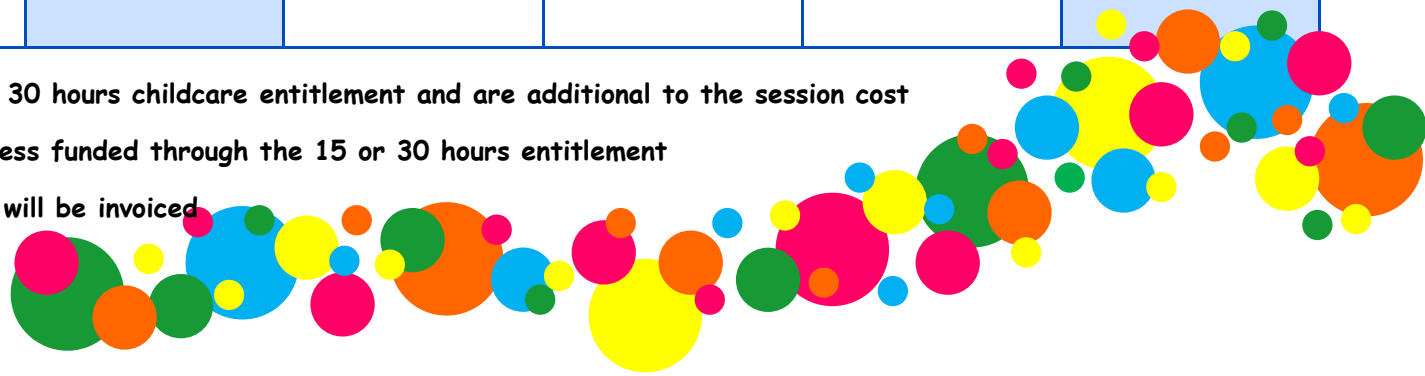 30 hours childcare entitlement and are additional to the session cost
ess funded through the 15 or 30 hours entitlement
will be invoiced